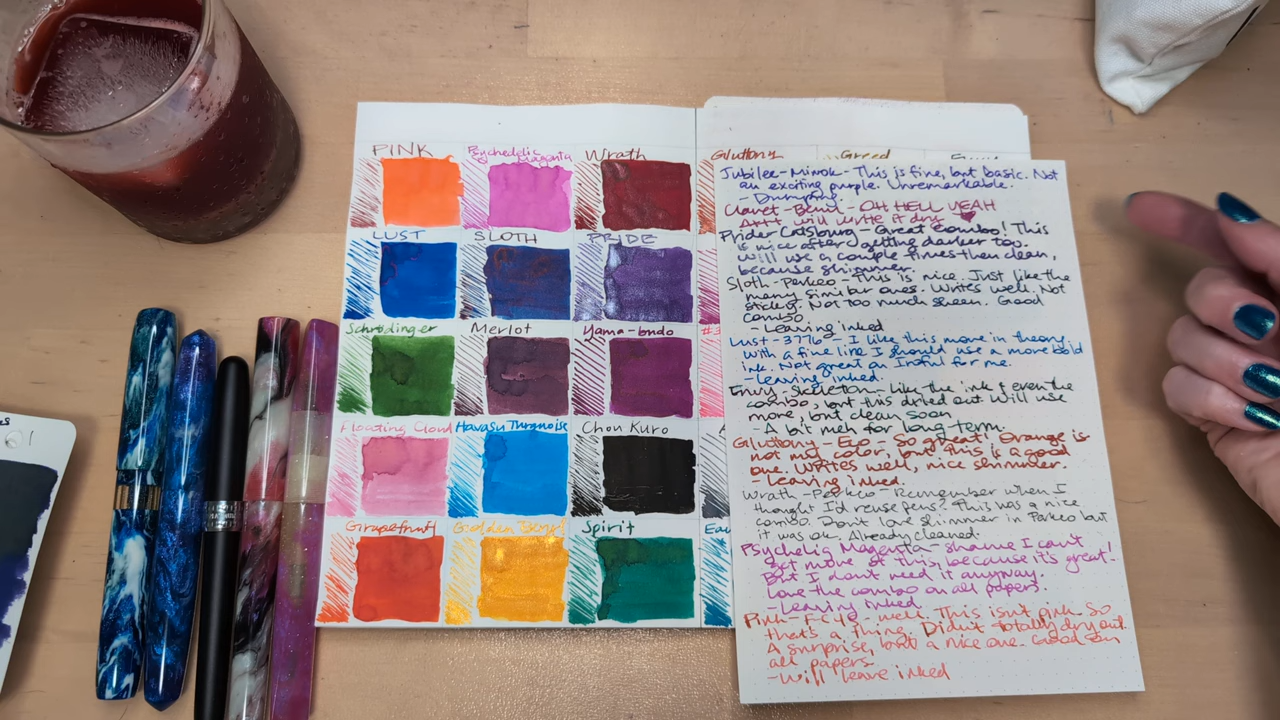 PINK
Psychedelic Magenta
Wrath
Gluttony
Greed
LUST
SLOTH
PRIDE
Schrodinger
Merlot
Yama-budo
Floating Cloud
Havasu Turquoise
Chou Kuro
Grapefruit
Golden
Spirit
Jubilee - Minok - This is fine, but basic. Not
an exciting purple. Unremarkable.
- Dumping
Claret - - OH HELL YEAH
will write it dry
Pride - Catsburg - Great combo! This
is nice after getting darker too.
Will use a couple times then clean,
because shimmer.
Sloth - Perkeo - This is nice. Just like the
many similar ones. Writes well. Not
sticky. Not too much sheen. Good
combo.
- Leaving inked
Lust - 3776 - I like this more in theory,
with a fine line I should use a more bold
ink. Not great on for me.
- Leaving inked.
Envy - Skeleton - Like the ink & even the
combo, but this dried out. Will use
more, but clean soon
- A bit meh for long term.
Gluttony - Eco - So great! Orange is
not my color, but this is a good
one. Writes well, nice shimmer.
- Leaving inked.
Wrath - Perkeo - Remember when I
thought I'd reuse pens? This was a nice
combo. Don't love shimmer in Perkeo but
it was ok. Already cleaned.
Psychelig Magenta - shame I can't
get more of this, because it's great!
But I don't need it anyway.
Love the combo on all papers.
- Leaving inked
Pink - - well. This isn't pink. So
that's a thing. Didn't totally dry out.
A surprise, but a nice one. Good on
all papers.
- Will leave inked